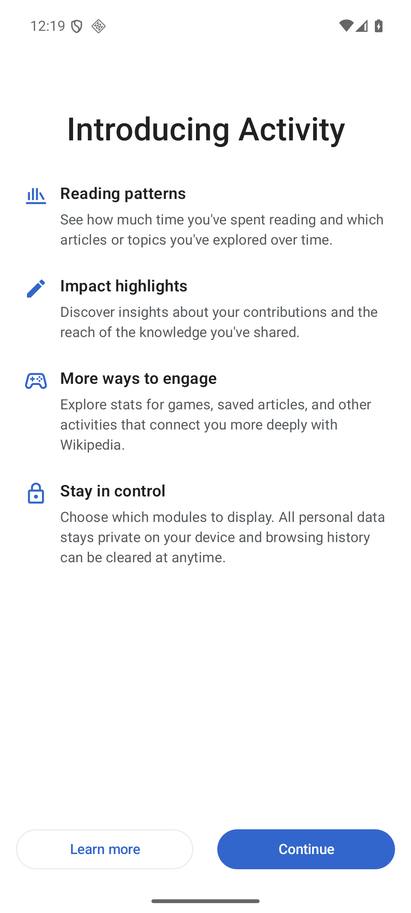 12:19
Introducing Activity
Reading patterns
See how much time you've spent reading and which
articles or topics you've explored over time.
Impact highlights
Discover insights about your contributions and the
reach of the knowledge you've shared.
More ways to engage
Explore stats for games, saved articles, and other
activities that connect you more deeply with
Wikipedia.
Stay in control
Choose which modules to display. All personal data
stays private on your device and browsing history
can be cleared at anytime.
Learn more
Continue